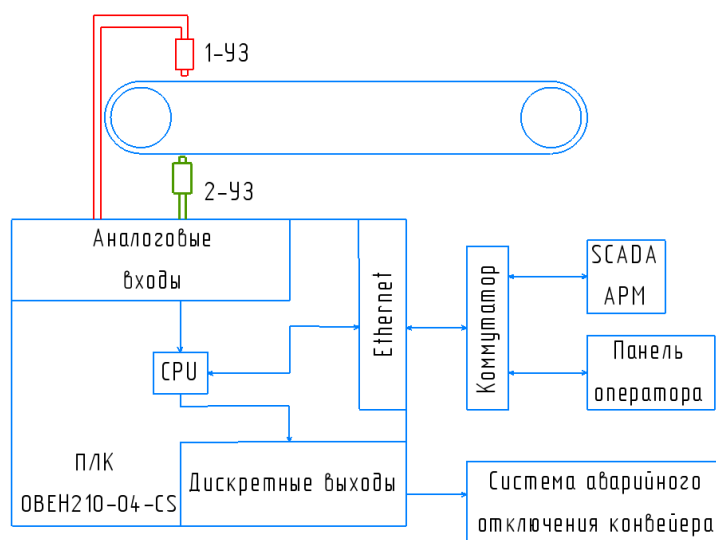 1-УЗ
2-УЗ
Аналоговые
входы
CPU
Ethernet
Коммутатор
SCADA
АРМ
Панель
оператора
ПЛК
ОВЕН210-04-CS
Дискретные выходы
Система аварийного
отключения конвейера